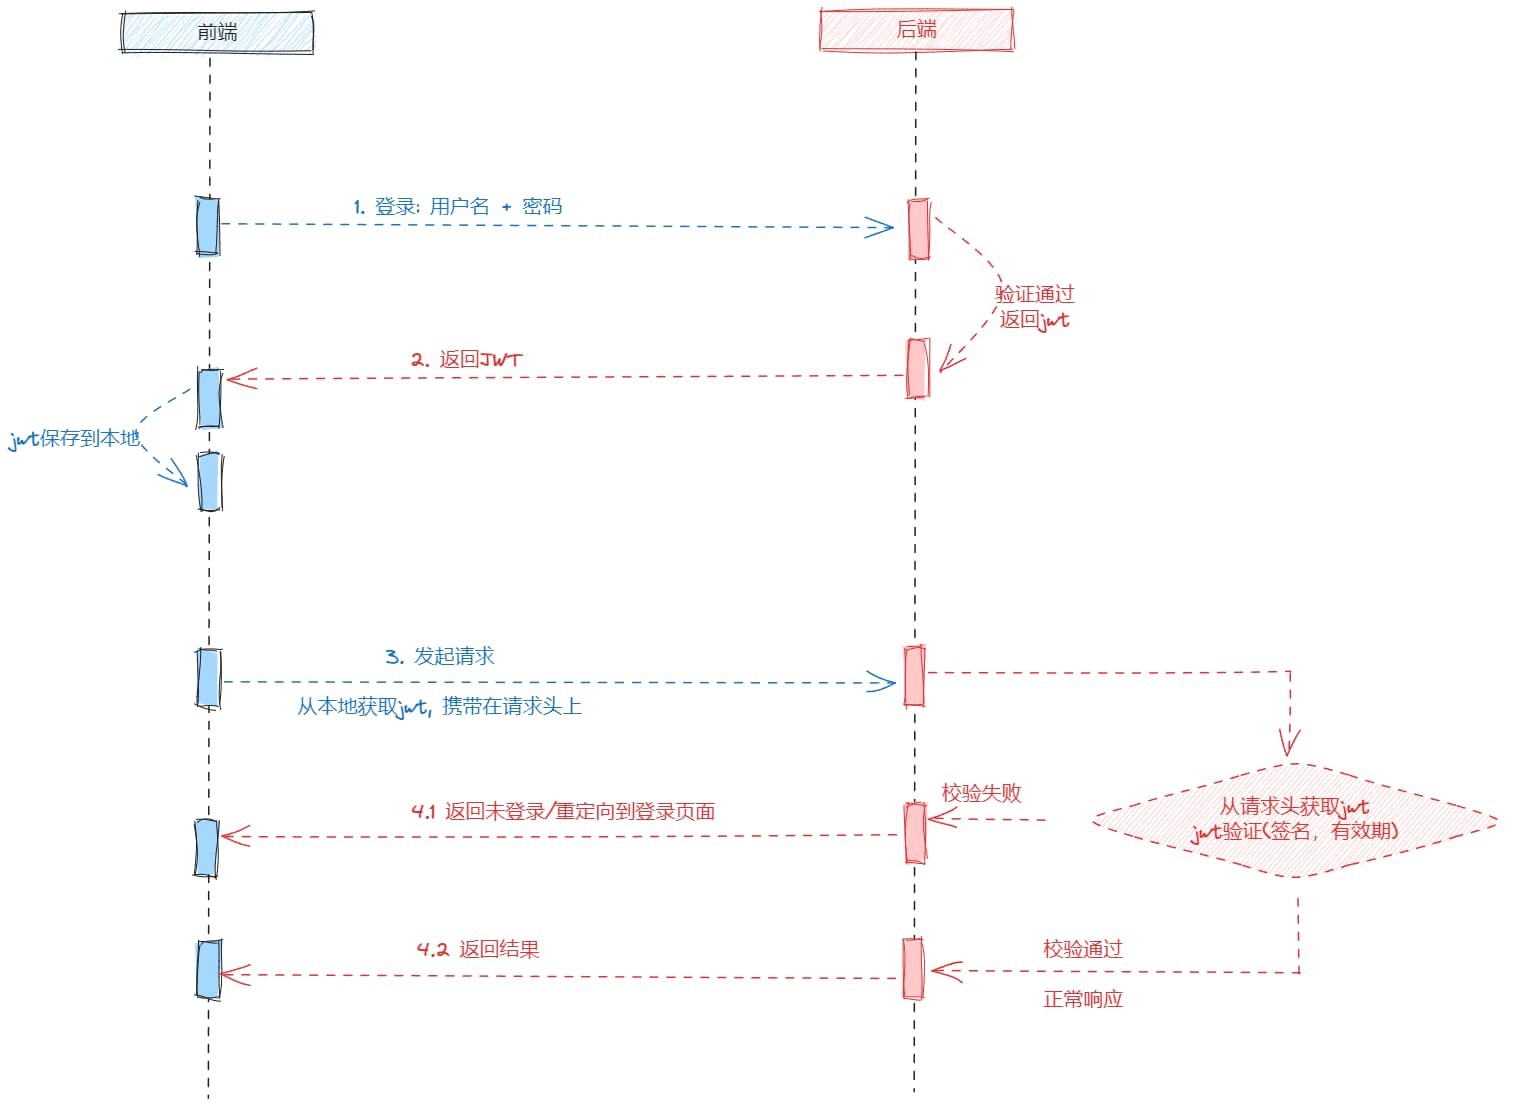 前端
后端
1. 登录: 用户名 + 密码
验证通过
返回jwt
2. 返回JWT
jwt保存到本地
3. 发起请求
从本地获取jwt, 携带在请求头上
校验失败
4.1 返回未登录/重定向到登录页面
从请求头获取jwt
jwt验证(签名，有效期)
4.2 返回结果
校验通过
正常响应